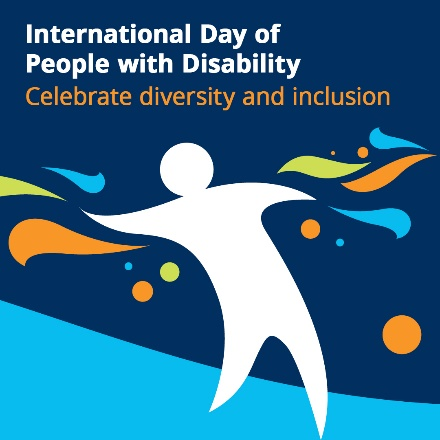 International Day of
People with Disability
Celebrate diversity and inclusion